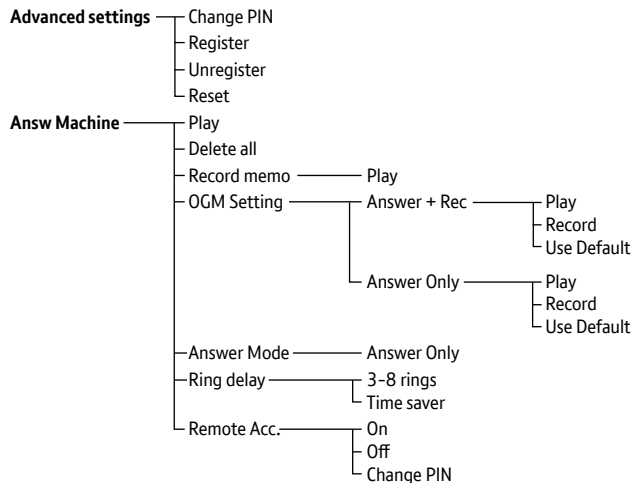 Advanced settings Change PIN
Register
Unregister
Reset
Answ Machine Play
Delete all
Record memo Play
OGM Setting Answer + Rec Play
Record
Use Default
Answer Only Play
Record
Use Default
Answer Mode Answer Only
Ring delay 3-8 rings
Time saver
Remote Acc. On
Off
Change PIN